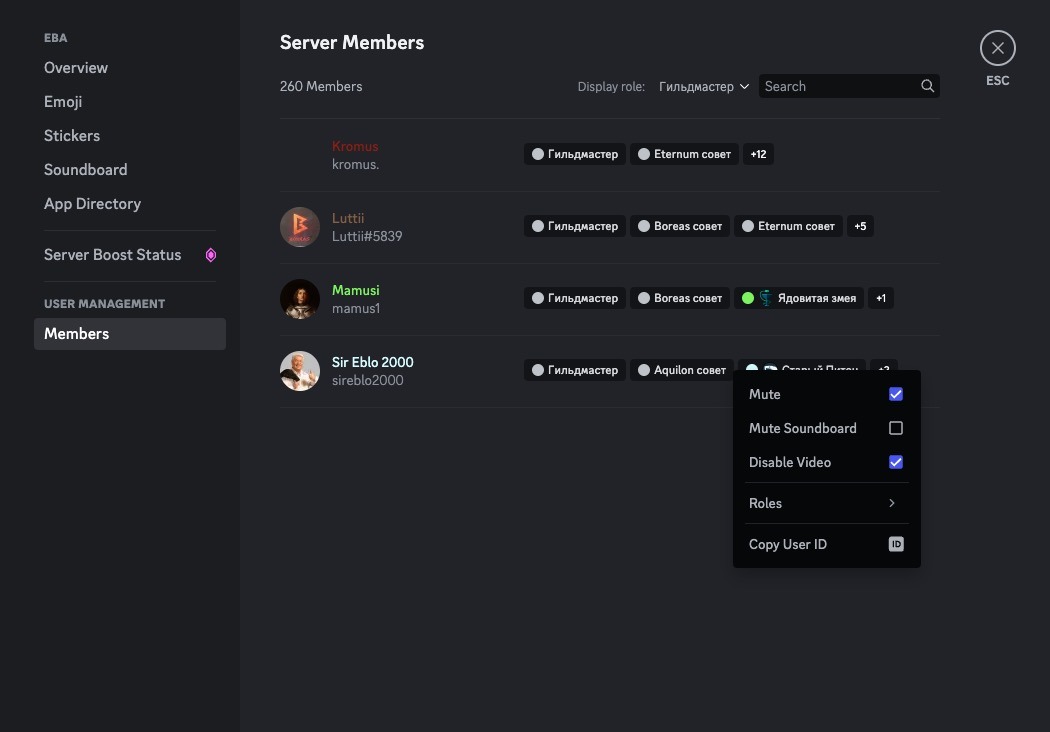 EBA
Overview
Emoji
Stickers
Soundboard
App Directory
Server Boost Status
USER MANAGEMENT
Members
Server Members
ESC
260 Members
Display role: Гильдмастер
Search
Kromus
kromus.
Гильдмастер Eternum совет +12
Luttii
Luttii#5839
Гильдмастер Boreas совет Eternum совет +5
Mamusi
mamus1
Гильдмастер Boreas совет Ядовитая змея +1
Sir Eblo 2000
sireblo2000
Гильдмастер Aquilon совет Старый Питон
Mute
Mute Soundboard
Disable Video
Roles
Copy User ID ID